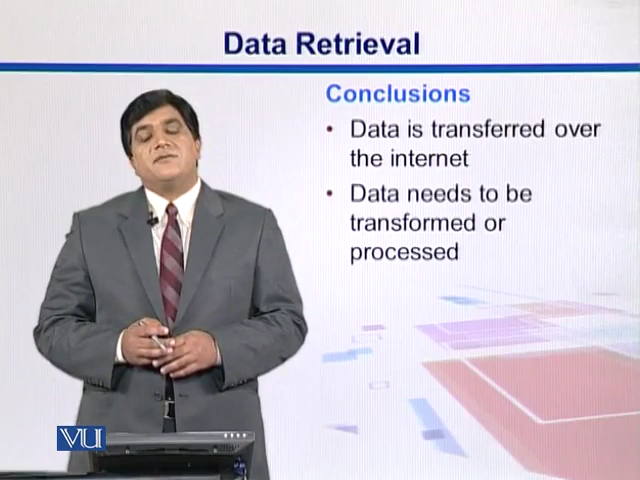 Data Retrieval
Conclusions
• Data is transferred over
the internet
• Data needs to be
transformed or
processed
VU